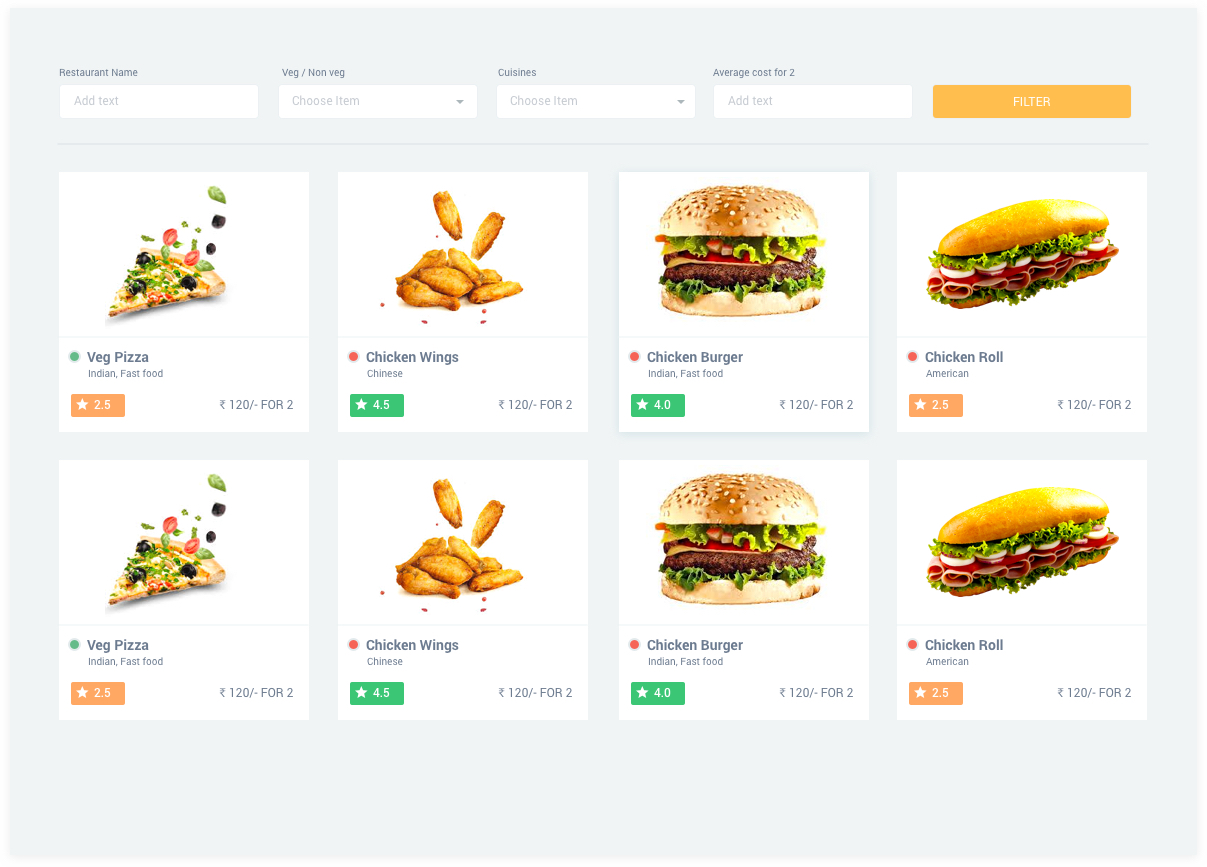 Restaurant Name Veg / Non veg Cuisines Average cost for 2
Add text Choose Item Choose Item Add text FILTER
Veg Pizza Chicken Wings Chicken Burger Chicken Roll
Indian, Fast food Chinese Indian, Fast food American
2.5 ₹ 120/- FOR 2 4.5 ₹ 120/- FOR 2 4.0 ₹ 120/- FOR 2 2.5 ₹ 120/- FOR 2
Veg Pizza Chicken Wings Chicken Burger Chicken Roll
Indian, Fast food Chinese Indian, Fast food American
2.5 ₹ 120/- FOR 2 4.5 ₹ 120/- FOR 2 4.0 ₹ 120/- FOR 2 2.5 ₹ 120/- FOR 2